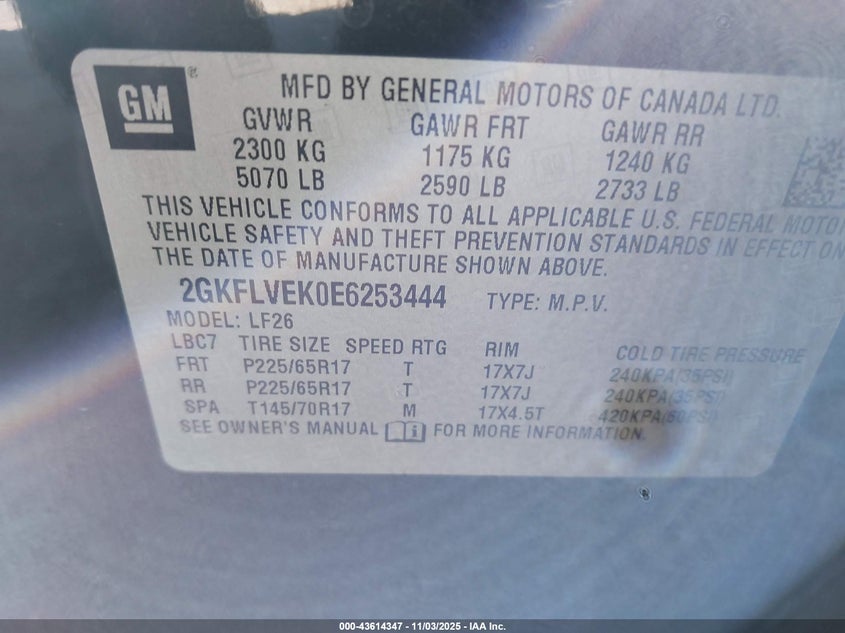 GM
MFD BY GENERAL MOTORS OF CANADA LTD.
GVWR GAWR FRT GAWR RR
2300 KG 1175 KG 1240 KG
5070 LB 2590 LB 2733 LB
THIS VEHICLE CONFORMS TO ALL APPLICABLE U.S. FEDERAL MOTOR
VEHICLE SAFETY AND THEFT PREVENTION STANDARDS IN EFFECT ON
THE DATE OF MANUFACTURE SHOWN ABOVE.
2GKFLVEK0E6253444 TYPE: M.P.V.
MODEL: LF26
LBC7 TIRE SIZE SPEED RTG RIM COLD TIRE PRESSURE
FRT P225/65R17 T 17X7J 240KPA(35PSI)
RR P225/65R17 T 17X7J 240KPA(35PSI)
SPA T145/70R17 M 17X4.5T 420KPA(60PSI)
SEE OWNER'S MANUAL FOR MORE INFORMATION.
000-43614347 - 11/03/2025 - IAA Inc.